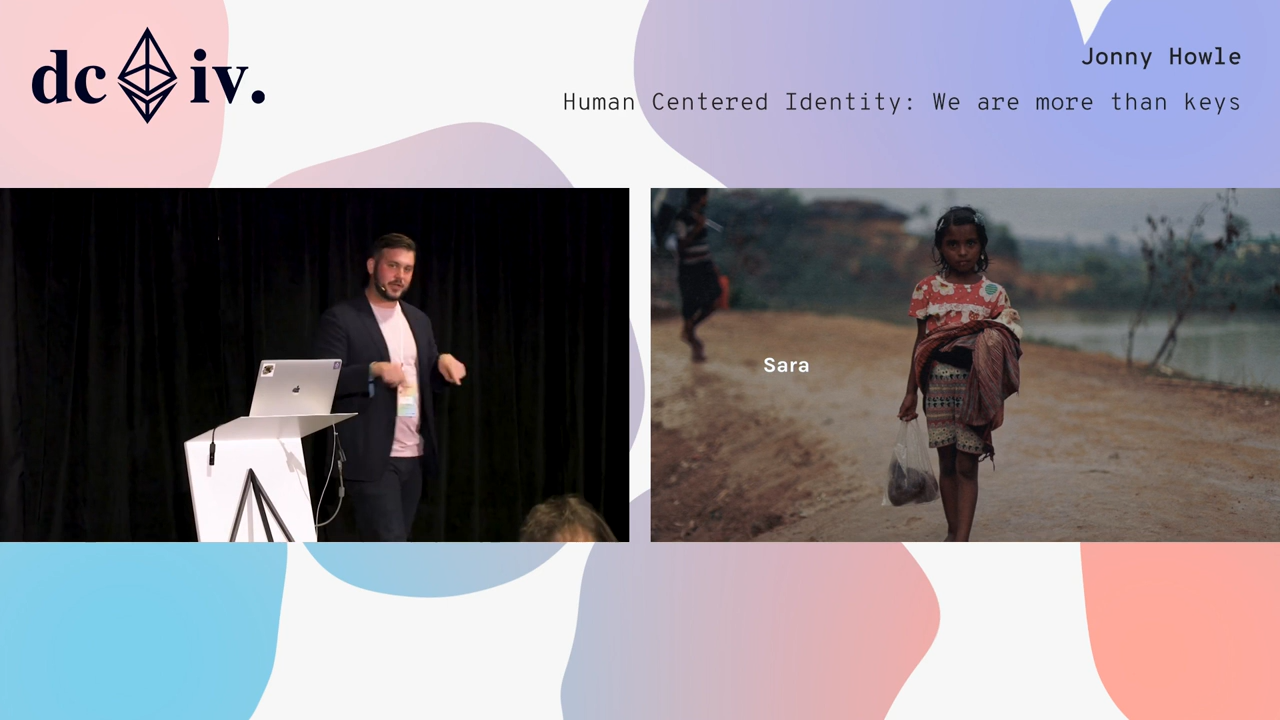 dc iv.
Jonny Howle
Human Centered Identity: We are more than keys
Sara